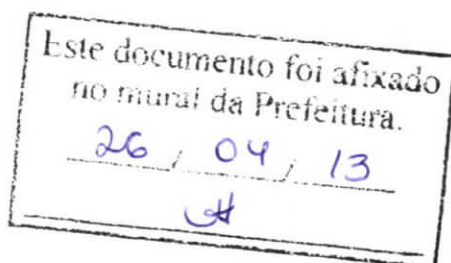 Este documento foi afixado
no mural da Prefeitura.
26 / 04 / 13